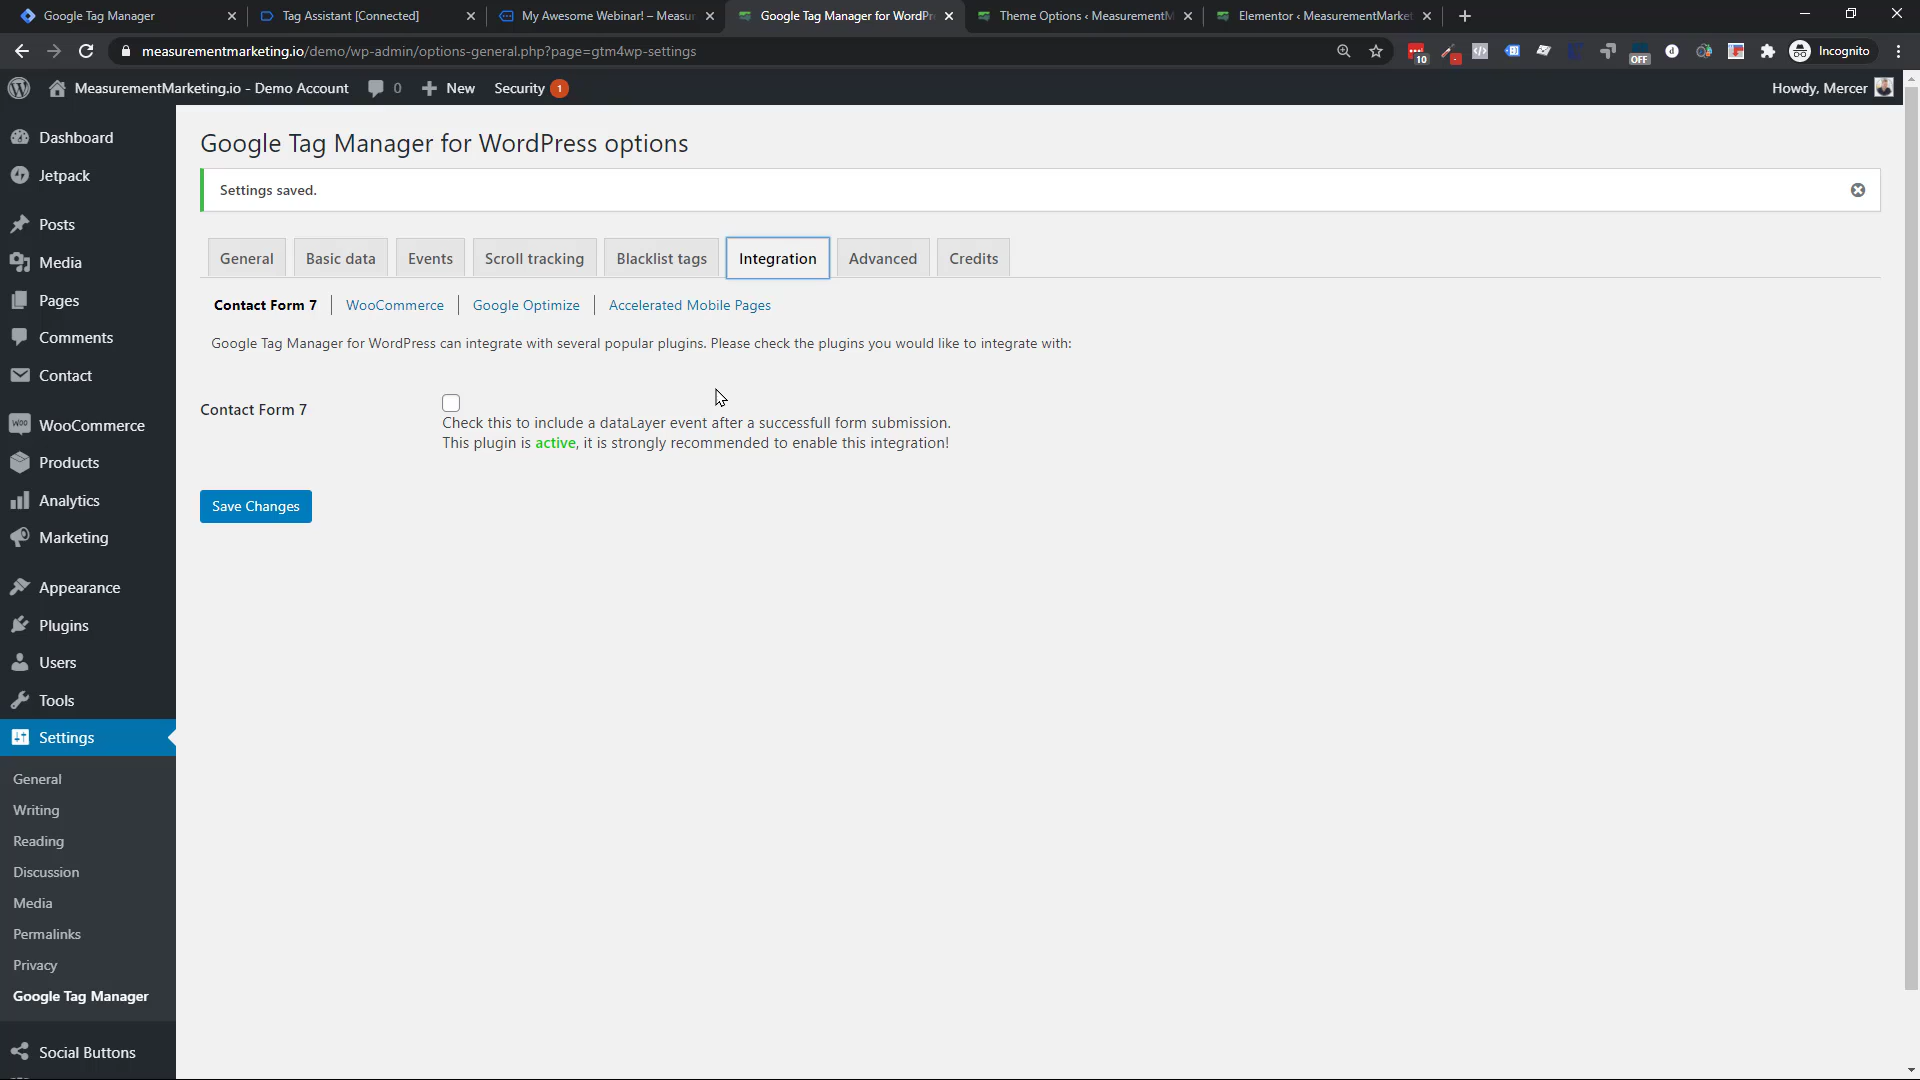 Google Tag Manager
Tag Assistant [Connected]
My Awesome Webinar! – Measur
Google Tag Manager for WordPr
Theme Options ‹ MeasurementM
Elementor ‹ MeasurementMarket
measurementmarketing.io/demo/wp-admin/options-general.php?page=gtm4wp-settings
10
OFF
Incognito
MeasurementMarketing.io - Demo Account
0
New
Security 1
Howdy, Mercer
Dashboard
Jetpack
Posts
Media
Pages
Comments
Contact
WooCommerce
Products
Analytics
Marketing
Appearance
Plugins
Users
Tools
Settings
General
Writing
Reading
Discussion
Media
Permalinks
Privacy
Google Tag Manager
Social Buttons
Google Tag Manager for WordPress options
Settings saved.
General
Basic data
Events
Scroll tracking
Blacklist tags
Integration
Advanced
Credits
Contact Form 7
WooCommerce
Google Optimize
Accelerated Mobile Pages
Google Tag Manager for WordPress can integrate with several popular plugins. Please check the plugins you would like to integrate with:
Contact Form 7
Check this to include a dataLayer event after a successfull form submission.
This plugin is active, it is strongly recommended to enable this integration!
Save Changes